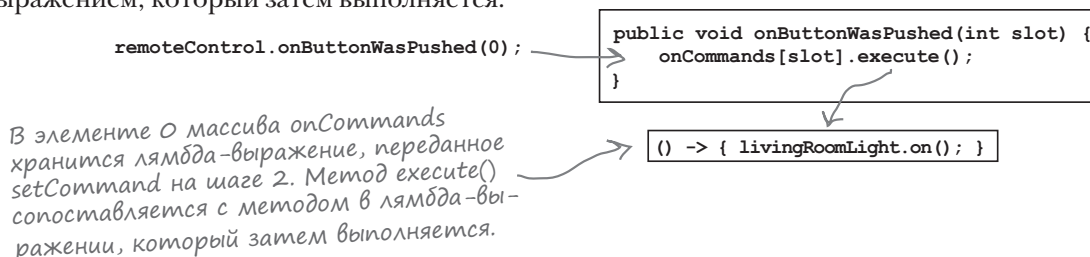 выражением, который затем выполняется.
remoteControl.onButtonWasPushed(0);
public void onButtonWasPushed(int slot) {
onCommands[slot].execute();
}
В элементе 0 массива onCommands
хранится лямбда-выражение, переданное
setCommand на шаге 2. Метод execute()
сопоставляется с методом в лямбда-вы-
ражении, который затем выполняется.
() -> { livingRoomLight.on(); }